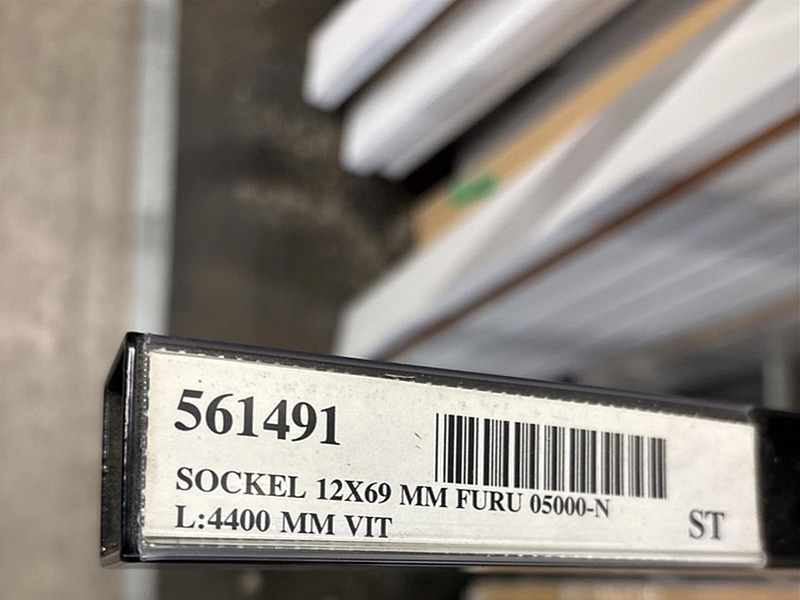 561491
SOCKEL 12X69 MM FURU 05000-N
L:4400 MM VIT
ST